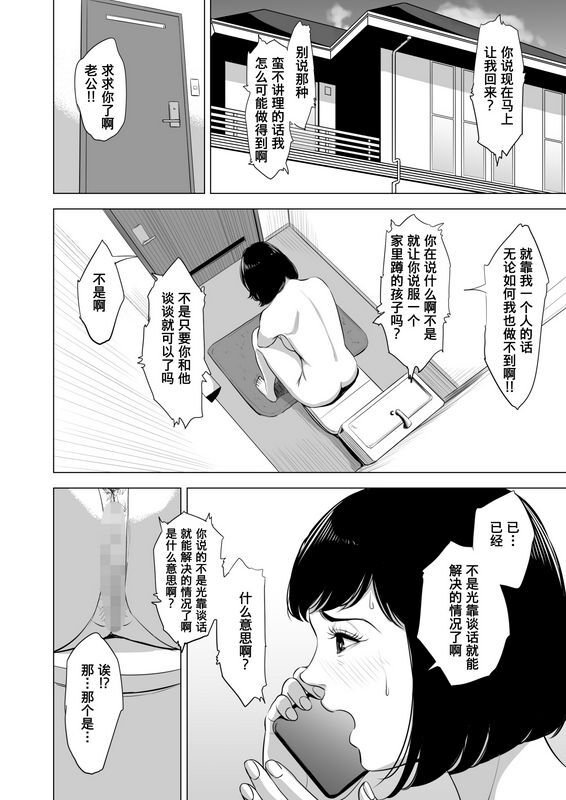 你说现在马上
让我回来？
别说那种
蛮不讲理的话我
怎么可能做得到啊
求求你了啊
老公!!
就靠我一个人的话
无论如何我也做不到啊!!
你在说什么啊不是
就让你说服一个
家里蹲的孩子吗？
不是只要你和他
谈谈就可以了吗
不是啊
已…
已经
不是光靠谈话就能
解决的情况了啊
什么意思啊？
你说的不是光靠谈话
就能解决的情况了啊
是什么意思啊？
诶!?
那…那个是…